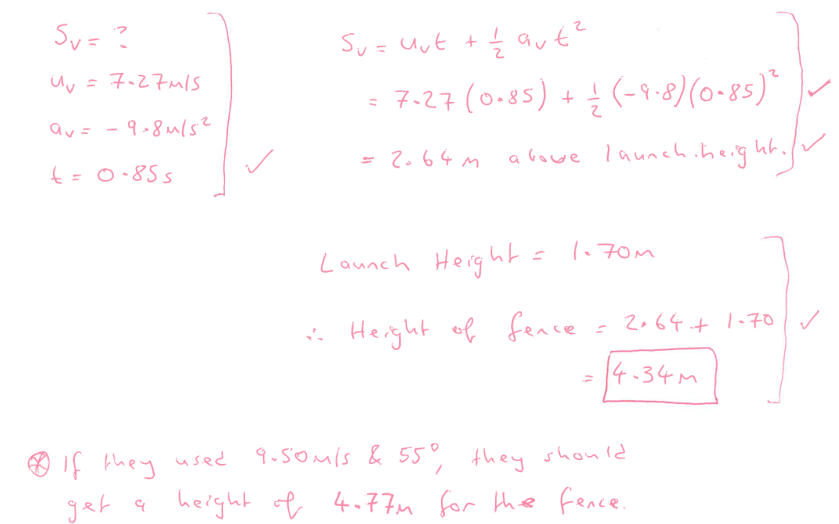 Sv = ?
uv = 7.27m/s
av = -9.8m/s²
t = 0.85s
Sv = uvt + 1/2 avt²
= 7.27(0.85) + 1/2(-9.8)(0.85)²
= 2.64m above launch height.
Launch Height = 1.70m
∴ Height of fence = 2.64 + 1.70
= 4.34m
⊛ If they used 9.50m/s & 55°, they should
get a height of 4.77m for the fence.